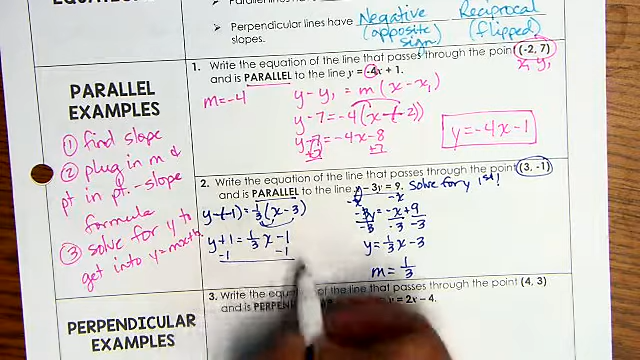 Perpendicular lines have Negative Reciprocal
slopes. (opposite sign) (flipped)
PARALLEL
EXAMPLES
① find slope
② plug in m &
pt in pt.-slope
formula
③ solve for y to
get into y=mx+b
1. Write the equation of the line that passes through the point (-2, 7)
and is PARALLEL to the line y = -4x + 1.
x₁ y₁
m=-4
y-y₁ = m(x-x₁)
y-7=-4(x-(-2))
y-7=-4x-8
+7 +7
y=-4x-1
2. Write the equation of the line that passes through the point (3, -1)
and is PARALLEL to the line x - 3y = 9. Solve for y 1st!
-x -x
y-(-1)=1/3(x-3)
y+1=1/3x-1
-1 -1
-3y=-x+9
-3 -3 -3
y=1/3x-3
m=1/3
PERPENDICULAR
EXAMPLES
3. Write the equation of the line that passes through the point (4, 3)
and is y = 2x - 4.